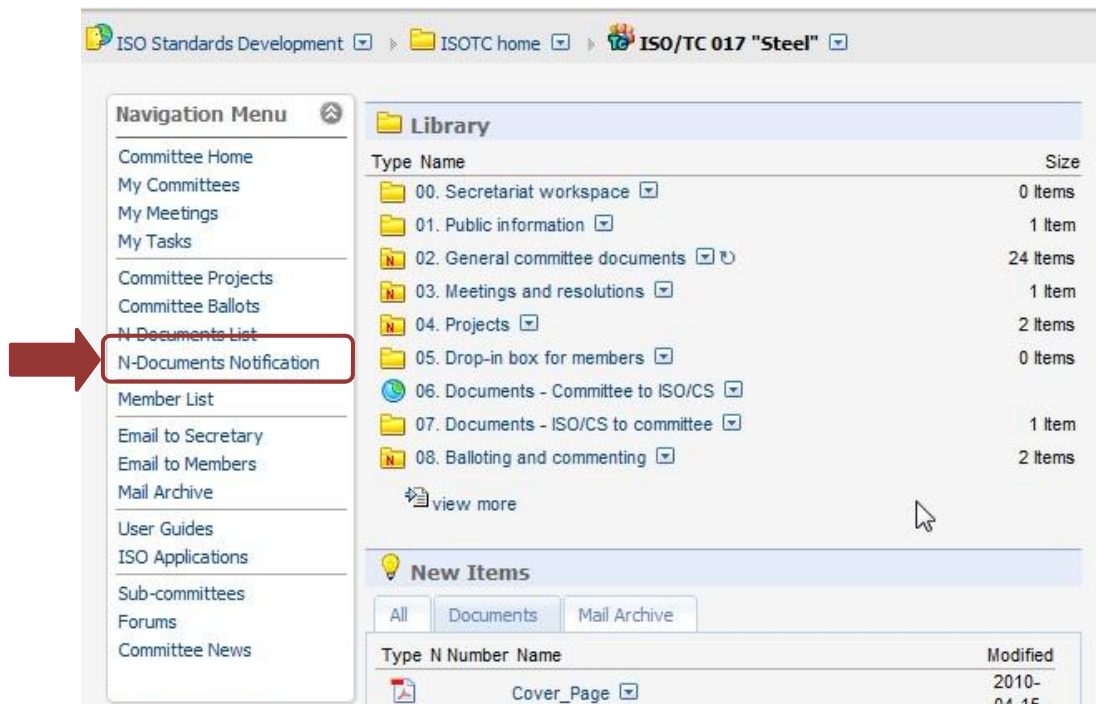 ISO Standards Development ISOTC home ISO/TC 017 "Steel"
Navigation Menu
Committee Home
My Committees
My Meetings
My Tasks
Committee Projects
Committee Ballots
N-Documents List
N-Documents Notification
Member List
Email to Secretary
Email to Members
Mail Archive
User Guides
ISO Applications
Sub-committees
Forums
Committee News
Library
Type Name Size
00. Secretariat workspace 0 Items
01. Public information 1 Item
N 02. General committee documents 24 Items
N 03. Meetings and resolutions 1 Item
N 04. Projects 2 Items
05. Drop-in box for members 0 Items
06. Documents - Committee to ISO/CS
07. Documents - ISO/CS to committee 1 Item
N 08. Balloting and commenting 2 Items
view more
New Items
All Documents Mail Archive
Type N Number Name Modified
Cover_Page 2010-
04-15